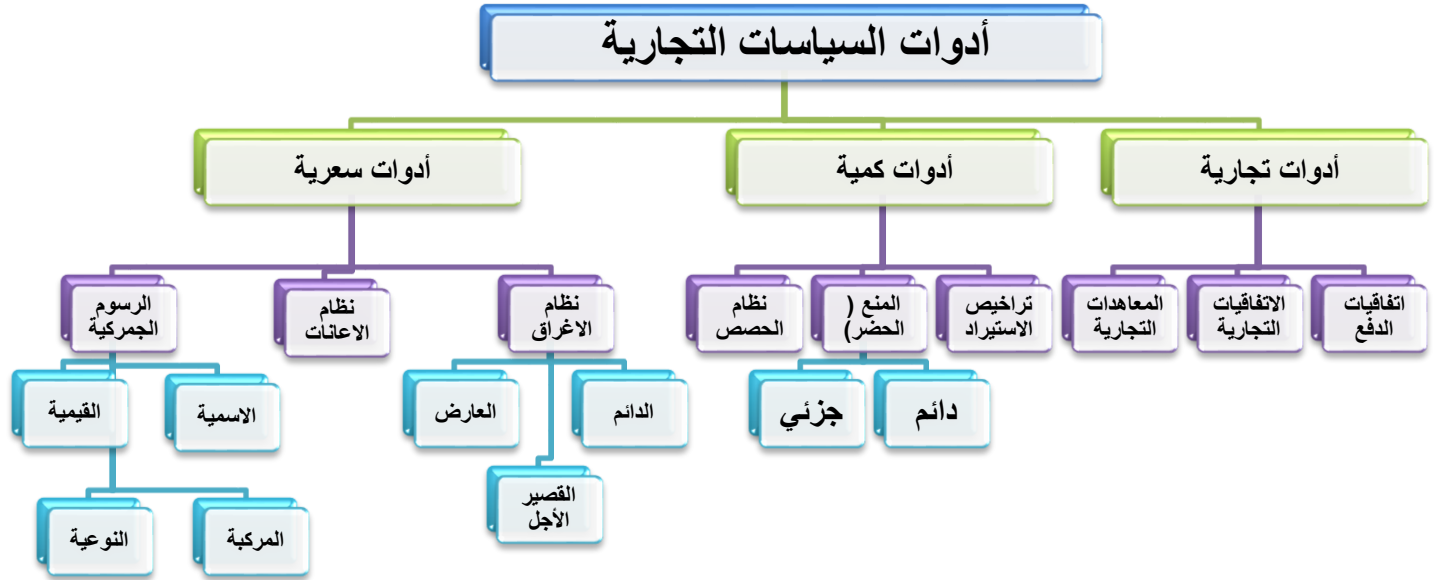 أدوات السياسات التجارية
أدوات تجارية
أدوات كمية
أدوات سعرية
اتفاقيات
الدفع
الاتفاقيات
التجارية
المعاهدات
التجارية
تراخيص
الاستيراد
المنع (
الحضر)
نظام
الحصص
نظام
الاغراق
نظام
الاعانات
الرسوم
الجمركية
دائم
جزئي
الدائم
العارض
القصير
الأجل
الاسمية
القيمية
المركبة
النوعية